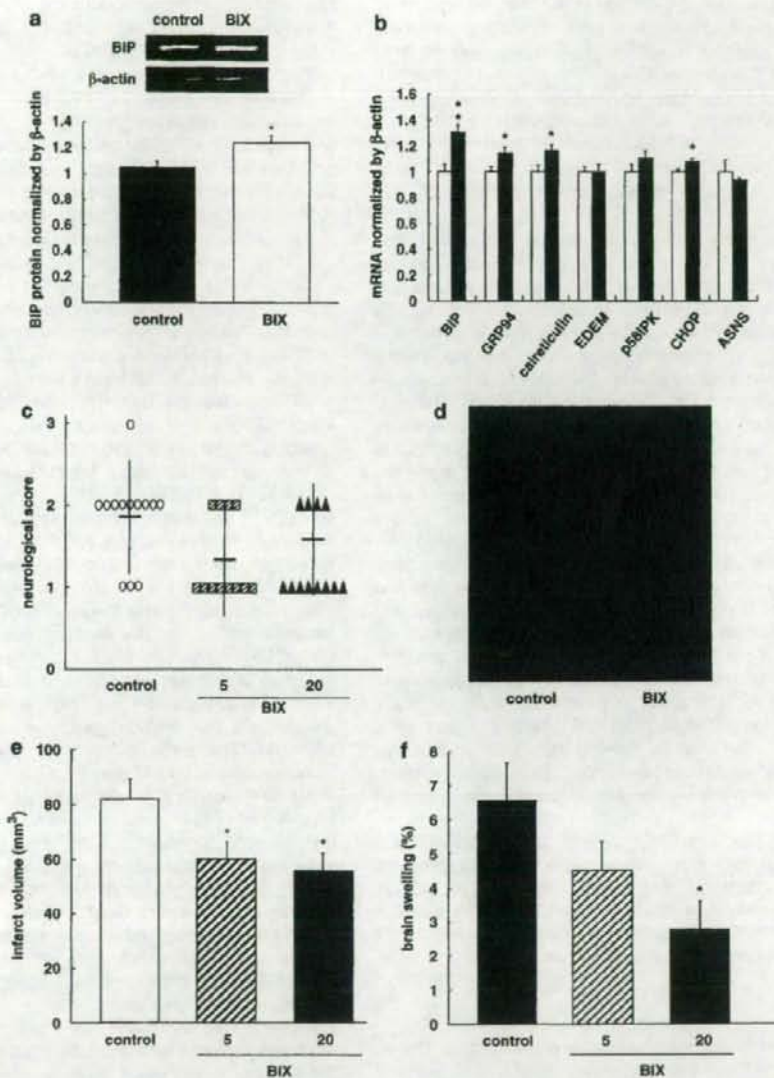 a
control BIX
BIP
β-actin
BIP protein normalized by β-actin
1.4
1.2
1
0.8
0.6
0.4
0.2
0
control BIX
b
mRNA normalized by β-actin
1.6
1.4
1.2
1
0.8
0.6
0.4
0.2
0
BIP
GRP94
calreticulin
EDEM
p58IPK
CHOP
ASNS
c
neurological score
3
2
1
0
control 5 20
BIX
d
control BIX
e
Infarct volume (mm³)
100
80
60
40
20
0
control 5 20
BIX
f
brain swelling (%)
8
7
6
5
4
3
2
1
0
control 5 20
BIX